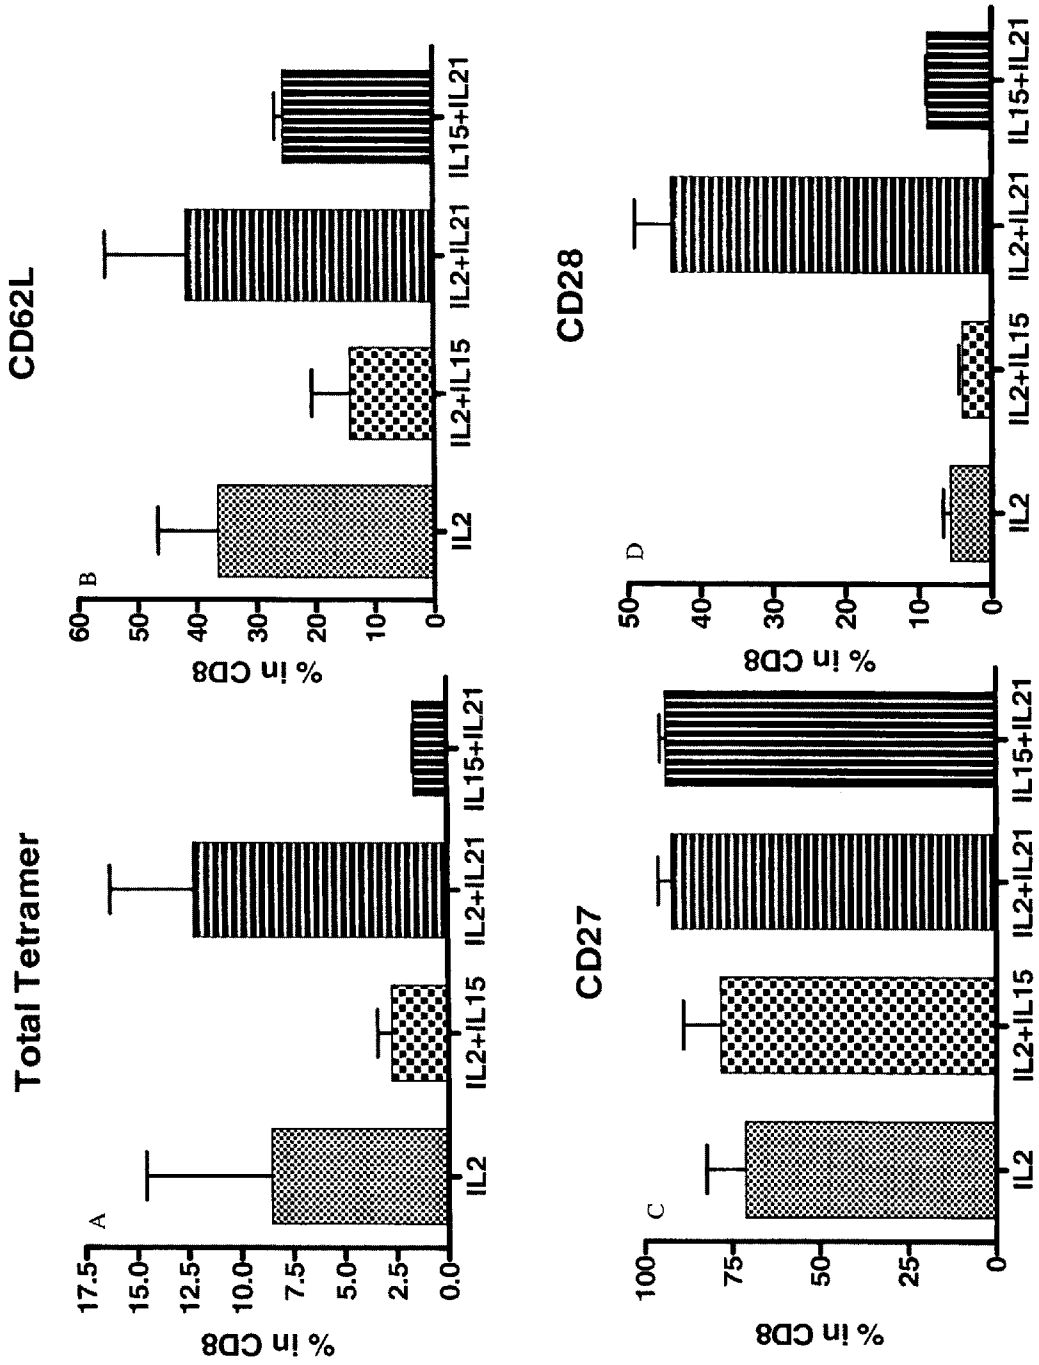 Total Tetramer
A
% in CD8
17.5
15.0
12.5
10.0
7.5
5.0
2.5
0.0
IL2
IL2+IL15
IL2+IL21
IL15+IL21
CD62L
B
% in CD8
60
50
40
30
20
10
0
IL2
IL2+IL15
IL2+IL21
IL15+IL21
CD27
C
% in CD8
100
75
50
25
0
IL2
IL2+IL15
IL2+IL21
IL15+IL21
CD28
D
% in CD8
50
40
30
20
10
0
IL2
IL2+IL15
IL2+IL21
IL15+IL21